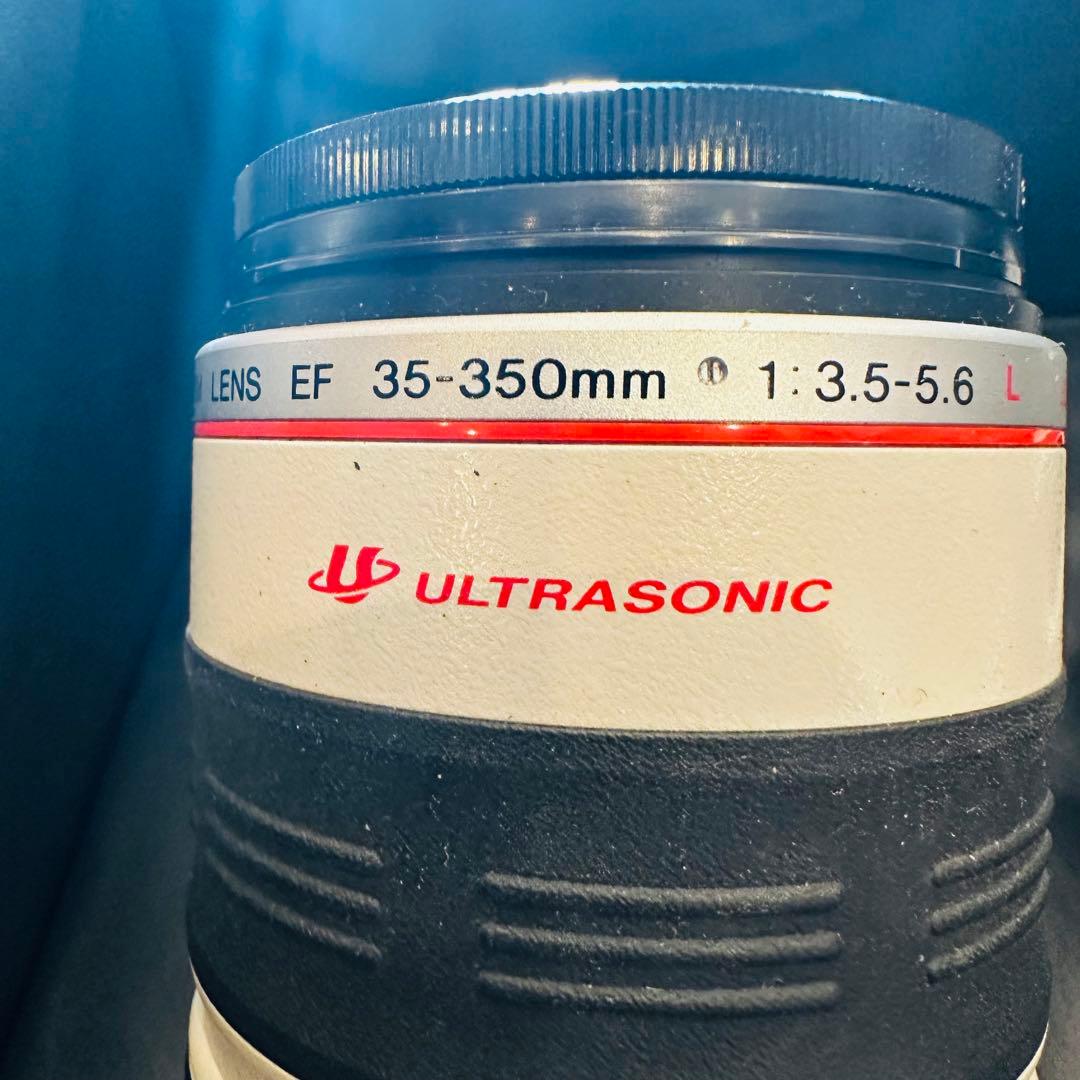 LENS EF 35-350mm 1:3.5-5.6 L
ULTRASONIC